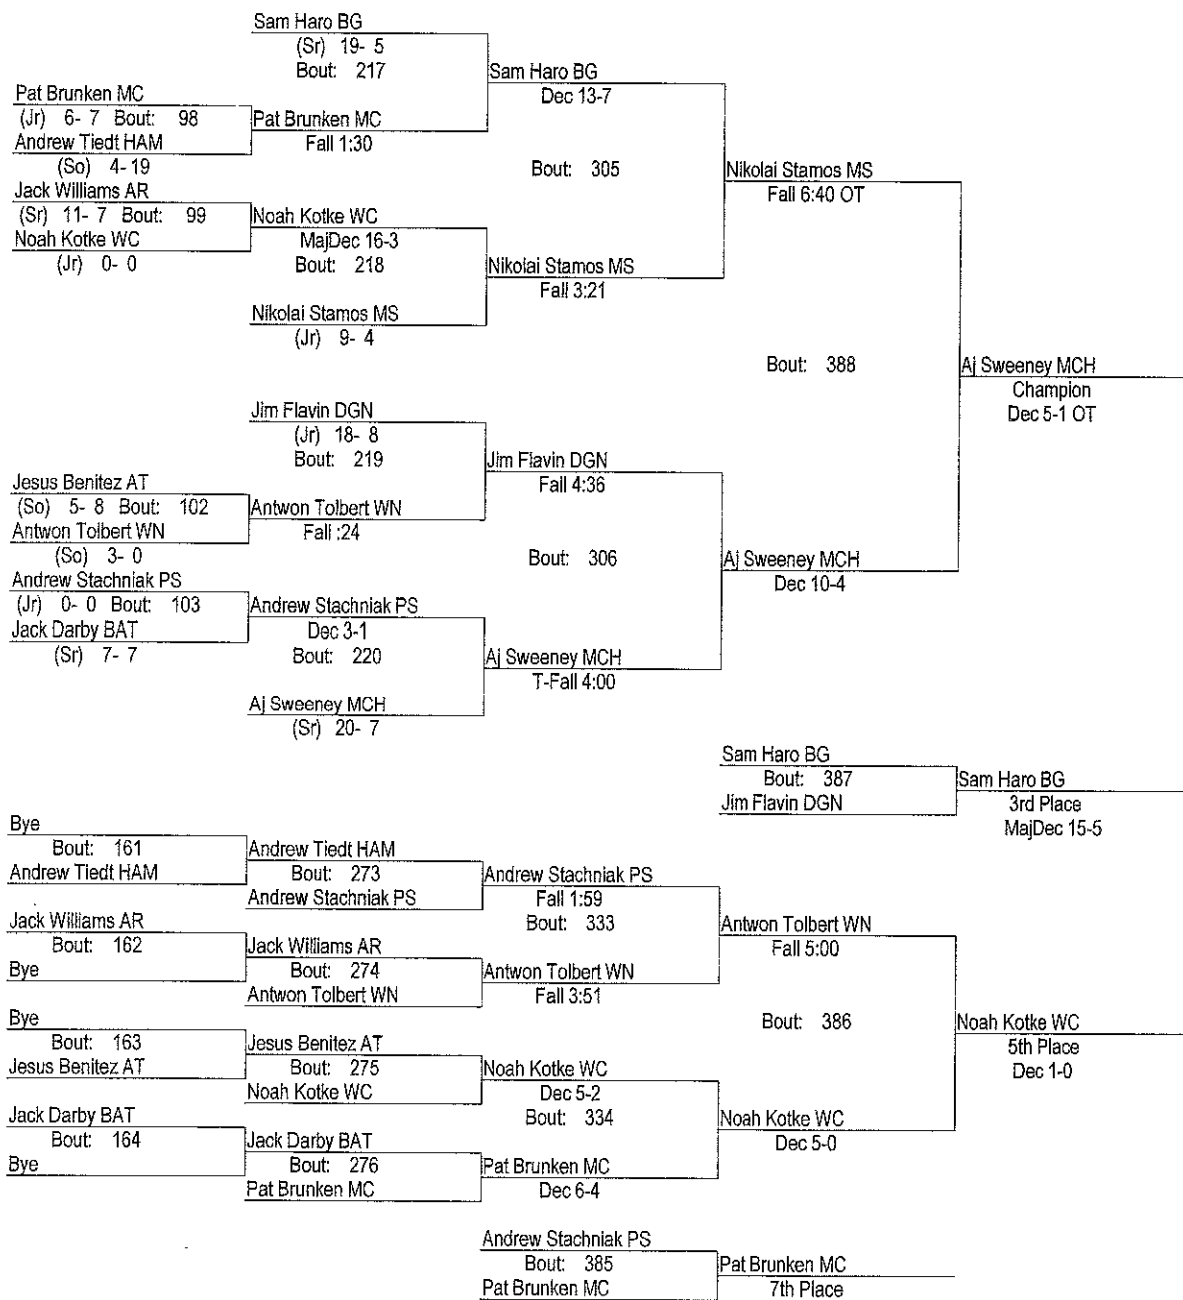 Sam Haro BG
(Sr) 19- 5
Bout: 217
Sam Haro BG
Dec 13-7
Pat Brunken MC
(Jr) 6- 7 Bout: 98
Pat Brunken MC
Andrew Tiedt HAM
Fall 1:30
(So) 4-19
Bout: 305
Nikolai Stamos MS
Fall 6:40 OT
Jack Williams AR
(Sr) 11- 7 Bout: 99
Noah Kotke WC
Noah Kotke WC
MajDec 16-3
(Jr) 0- 0
Bout: 218
Nikolai Stamos MS
Fall 3:21
Nikolai Stamos MS
(Jr) 9- 4
Bout: 388
Aj Sweeney MCH
Champion
Dec 5-1 OT
Jim Flavin DGN
(Jr) 18- 8
Bout: 219
Jim Flavin DGN
Fall 4:36
Jesus Benitez AT
(So) 5- 8 Bout: 102
Antwon Tolbert WN
Antwon Tolbert WN
Fall :24
(So) 3- 0
Bout: 306
Aj Sweeney MCH
Dec 10-4
Andrew Stachniak PS
(Jr) 0- 0 Bout: 103
Andrew Stachniak PS
Jack Darby BAT
Dec 3-1
(Sr) 7- 7
Bout: 220
Aj Sweeney MCH
T-Fall 4:00
Aj Sweeney MCH
(Sr) 20- 7
Sam Haro BG
Bout: 387
Sam Haro BG
Jim Flavin DGN
3rd Place
MajDec 15-5
Bye
Bout: 161
Andrew Tiedt HAM
Andrew Tiedt HAM
Bout: 273
Andrew Stachniak PS
Andrew Stachniak PS
Fall 1:59
Bout: 333
Antwon Tolbert WN
Fall 5:00
Jack Williams AR
Bout: 162
Bye
Jack Williams AR
Bout: 274
Antwon Tolbert WN
Antwon Tolbert WN
Fall 3:51
Bout: 386
Noah Kotke WC
5th Place
Dec 1-0
Bye
Bout: 163
Jesus Benitez AT
Jesus Benitez AT
Bout: 275
Noah Kotke WC
Noah Kotke WC
Dec 5-2
Bout: 334
Noah Kotke WC
Dec 5-0
Jack Darby BAT
Bout: 164
Bye
Jack Darby BAT
Bout: 276
Pat Brunken MC
Pat Brunken MC
Dec 6-4
Andrew Stachniak PS
Bout: 385
Pat Brunken MC
Pat Brunken MC
7th Place